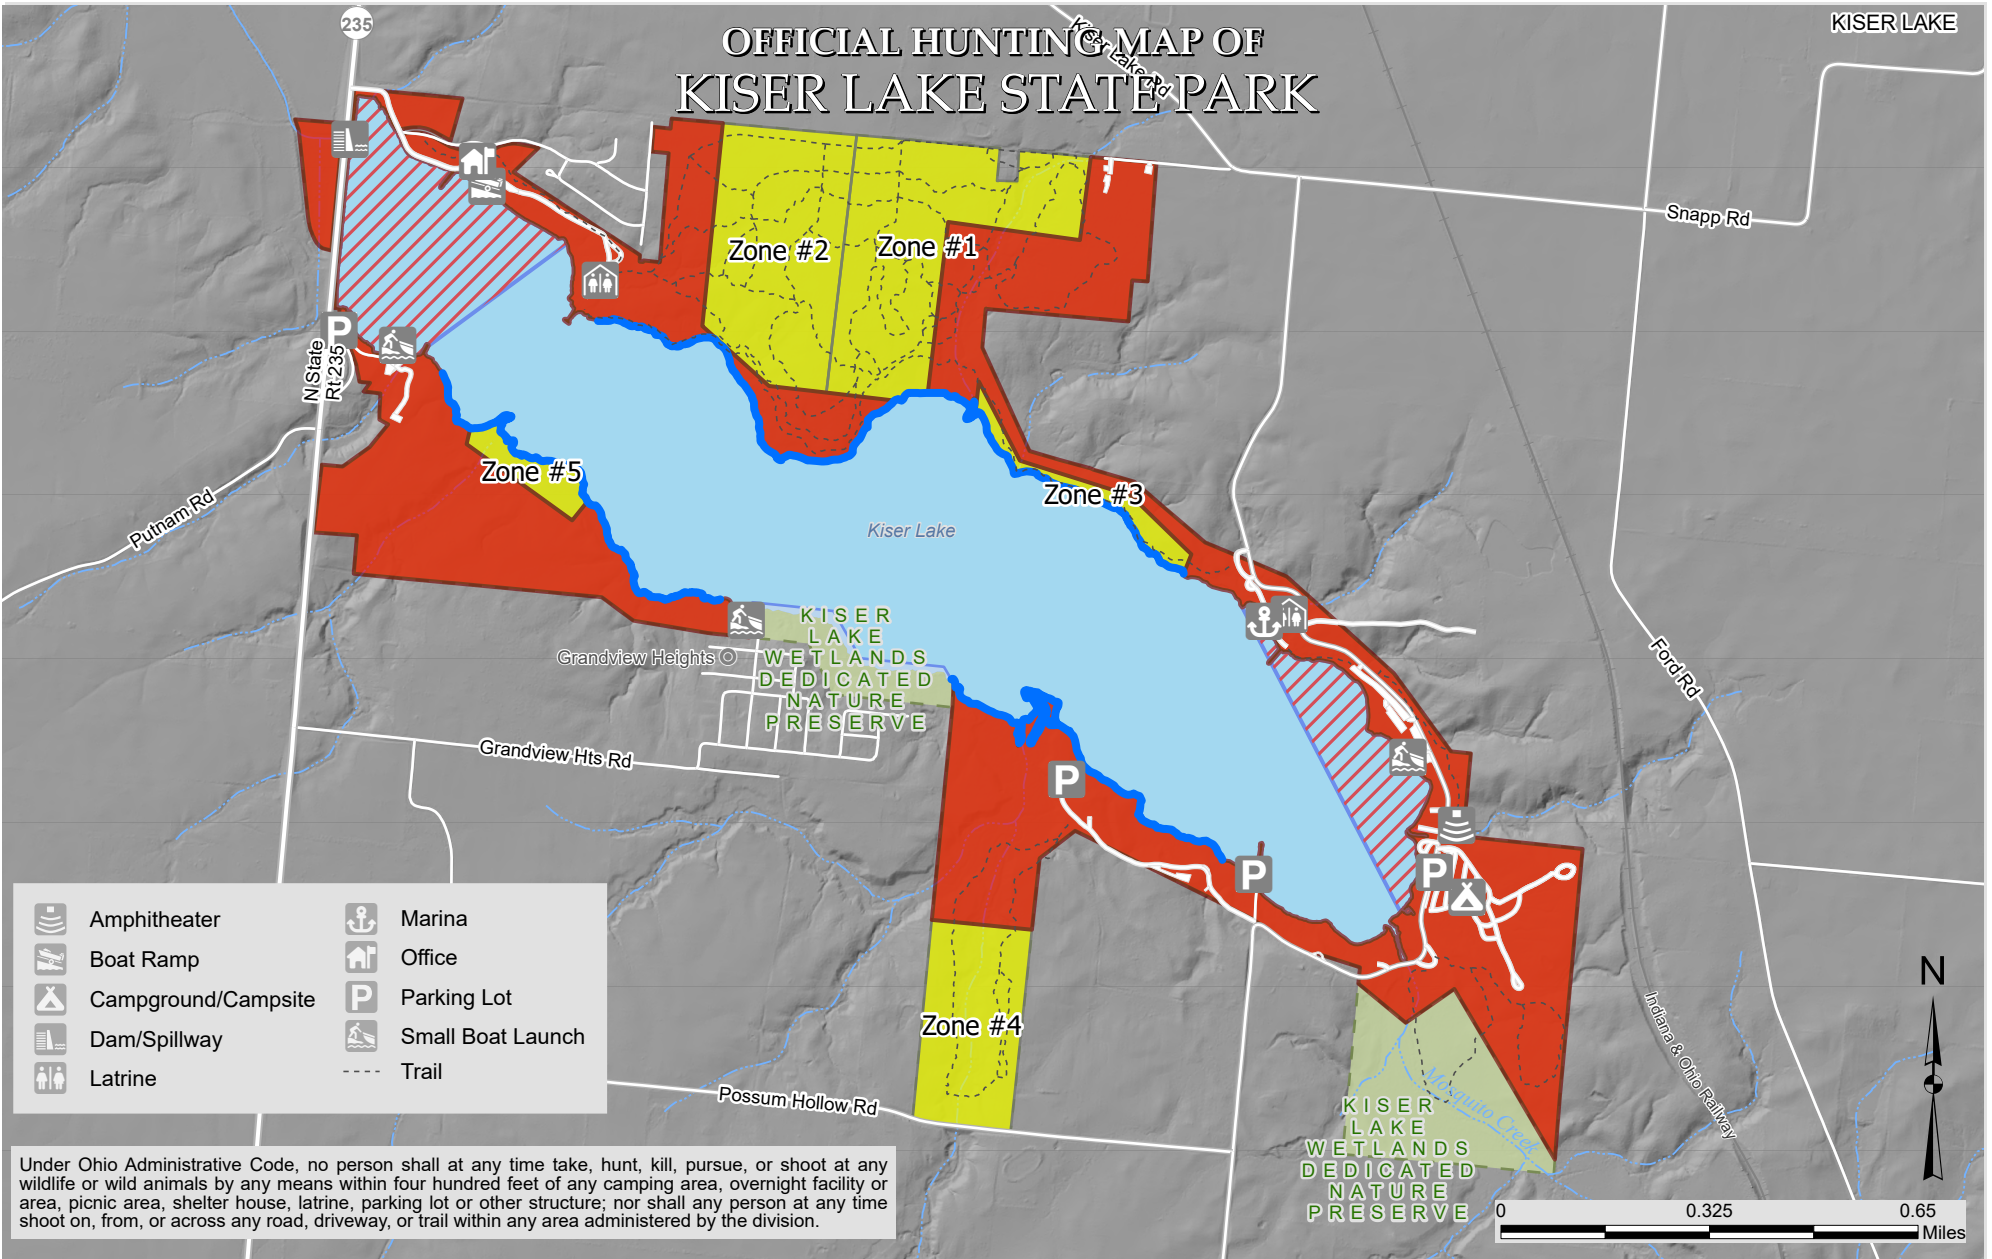 235
OFFICIAL HUNTING MAP OF
KISER LAKE STATE PARK
Kiser Lake Rd
KISER LAKE
Snapp Rd
Zone #2
Zone #1
P
N State
Rt 235
Zone #5
Zone #3
Putnam Rd
Kiser Lake
KISER
LAKE
WETLANDS
DEDICATED
NATURE
PRESERVE
Grandview Heights
Ford Rd
Grandview Hts Rd
P
P
P
Zone #4
Amphitheater
Boat Ramp
Campground/Campsite
Dam/Spillway
Latrine
Marina
Office
P Parking Lot
Small Boat Launch
Trail
Possum Hollow Rd
Indiana & Ohio Railway
Mosquito Creek
KISER
LAKE
WETLANDS
DEDICATED
NATURE
PRESERVE
N
Under Ohio Administrative Code, no person shall at any time take, hunt, kill, pursue, or shoot at any
wildlife or wild animals by any means within four hundred feet of any camping area, overnight facility or
area, picnic area, shelter house, latrine, parking lot or other structure; nor shall any person at any time
shoot on, from, or across any road, driveway, or trail within any area administered by the division.
0 0.325 0.65
Miles